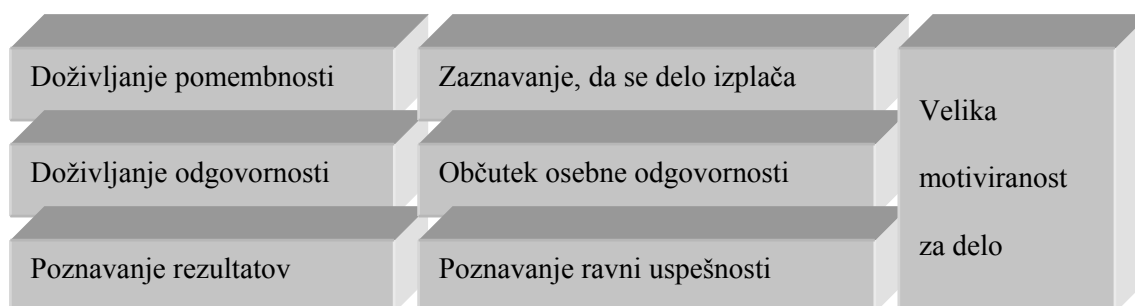 Doživljanje pomembnosti
Zaznavanje, da se delo izplača
Doživljanje odgovornosti
Občutek osebne odgovornosti
Poznavanje rezultatov
Poznavanje ravni uspešnosti
Velika
motiviranost
za delo